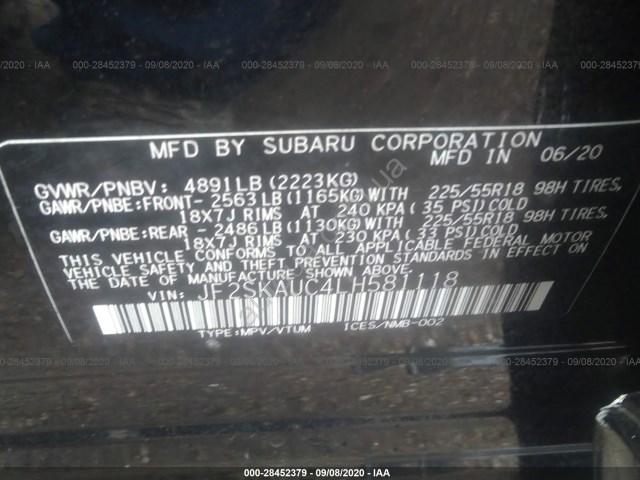 000-28452379 - 09/08/2020 - IAA
MFD BY SUBARU CORPORATION
MFD IN 06/20
GVWR/PNBV: 4891LB (2223KG)
GAWR/PNBE:FRONT- 2563LB (1165KG) WITH 225/55R18 98H TIRES,
18X7J RIMS AT 240 KPA (35 PSI) COLD
GAWR/PNBE:REAR - 2486LB (1130KG) WITH 225/55R18 98H TIRES,
18X7J RIMS AT 230 KPA (33 PSI) COLD
THIS VEHICLE CONFORMS TO ALL APPLICABLE FEDERAL MOTOR
VEHICLE SAFETY AND THEFT PREVENTION STANDARDS IN EFFECT ON
THE DATE OF MANUFACTURE SHOWN ABOVE.
VIN: JF2SKAUC4LH581118
TYPE:MPV/VTUM ICES/NMB-002
000-28452379 - 09/08/2020 - IAA